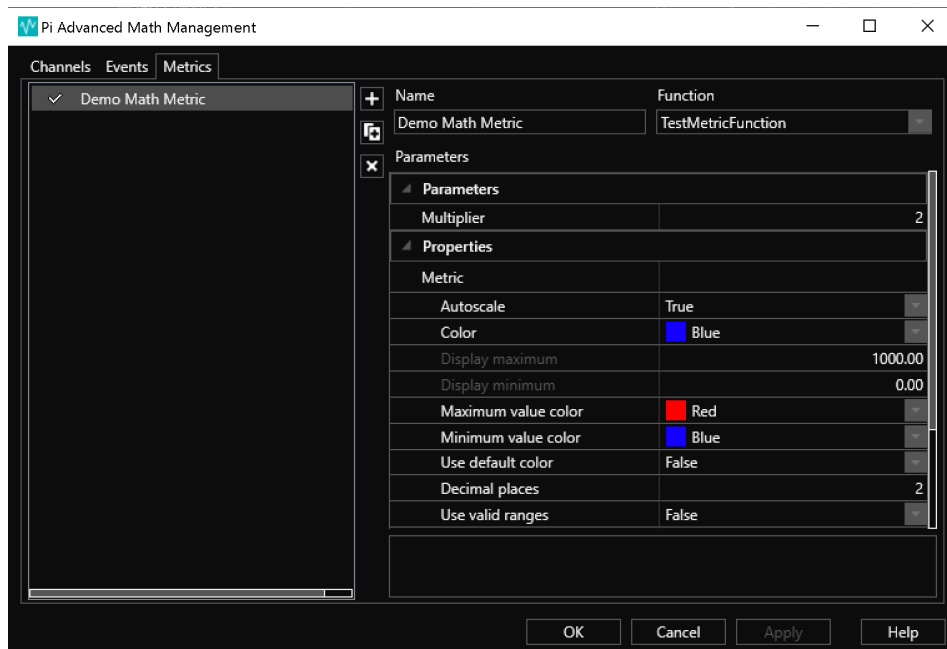 Pi Advanced Math Management
Channels Events Metrics
Demo Math Metric
Name Function
Demo Math Metric TestMetricFunction
Parameters
Parameters
Multiplier 2
Properties
Metric
Autoscale True
Color Blue
Display maximum 1000.00
Display minimum 0.00
Maximum value color Red
Minimum value color Blue
Use default color False
Decimal places 2
Use valid ranges False
OK Cancel Apply Help